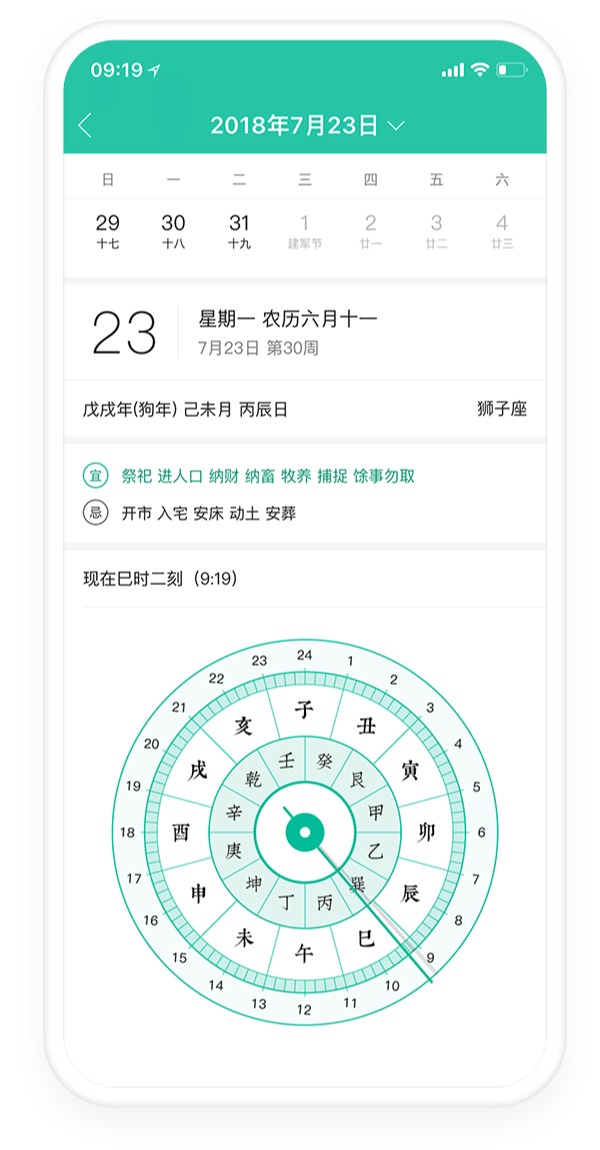 09:19
2018年7月23日
日 一 二 三 四 五 六
29 30 31 1 2 3 4
十七 十八 十九 建军节 廿一 廿二 廿三
23
星期一 农历六月十一
7月23日 第30周
戊戌年(狗年) 己未月 丙辰日
狮子座
宜 祭祀 进人口 纳财 纳畜 牧养 捕捉 馀事勿取
忌 开市 入宅 安床 动土 安葬
现在巳时二刻（9:19）
24 1 2 3 4 5 6 7 8 9 10 11 12 13 14 15 16 17 18 19 20 21 22 23
子 丑 寅 卯 辰 巳 午 未 申 酉 戌 亥
壬 癸 艮 甲 乙 巽 丙 丁 坤 庚 辛 乾